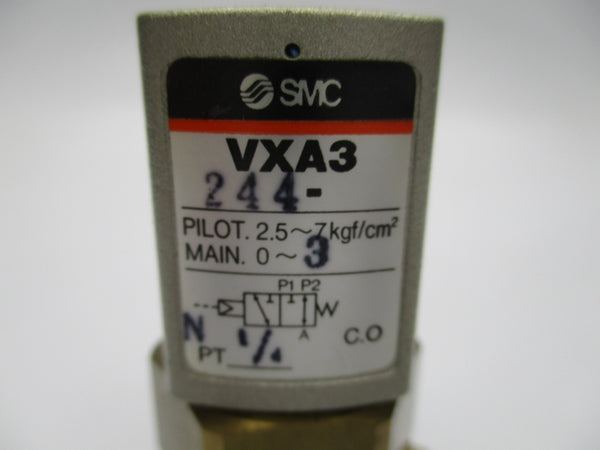 SMC
VXA3
244-
PILOT. 2.5～7kgf/cm²
MAIN. 0～3
P1 P2
A
C.O
N
PT 1/4